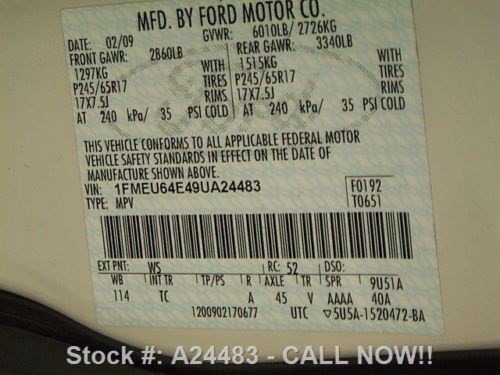 MFD. BY FORD MOTOR CO.
DATE: 02/09 GVWR: 6010LB/ 2726KG
FRONT GAWR: 2860LB REAR GAWR: 3340LB
1297KG WITH 1515KG WITH
P245/65R17 TIRES P245/65R17 TIRES
17X7.5J RIMS 17X7.5J RIMS
AT 240 kPa/ 35 PSI COLD AT 240 kPa/ 35 PSI COLD
THIS VEHICLE CONFORMS TO ALL APPLICABLE FEDERAL MOTOR
VEHICLE SAFETY STANDARDS IN EFFECT ON THE DATE OF
MANUFACTURE SHOWN ABOVE.
VIN: 1FMEU64E49UA24483 F0192
TYPE: MPV T0651
EXT PNT: WS RC: 52 DSO:
WB INT TR TP/PS R AXLE TR SPR 9U51A
114 TC A 45 V AAAA 40A
1200902170677 UTC ▽5U5A-1520472-BA
Stock #: A24483 - CALL NOW!!